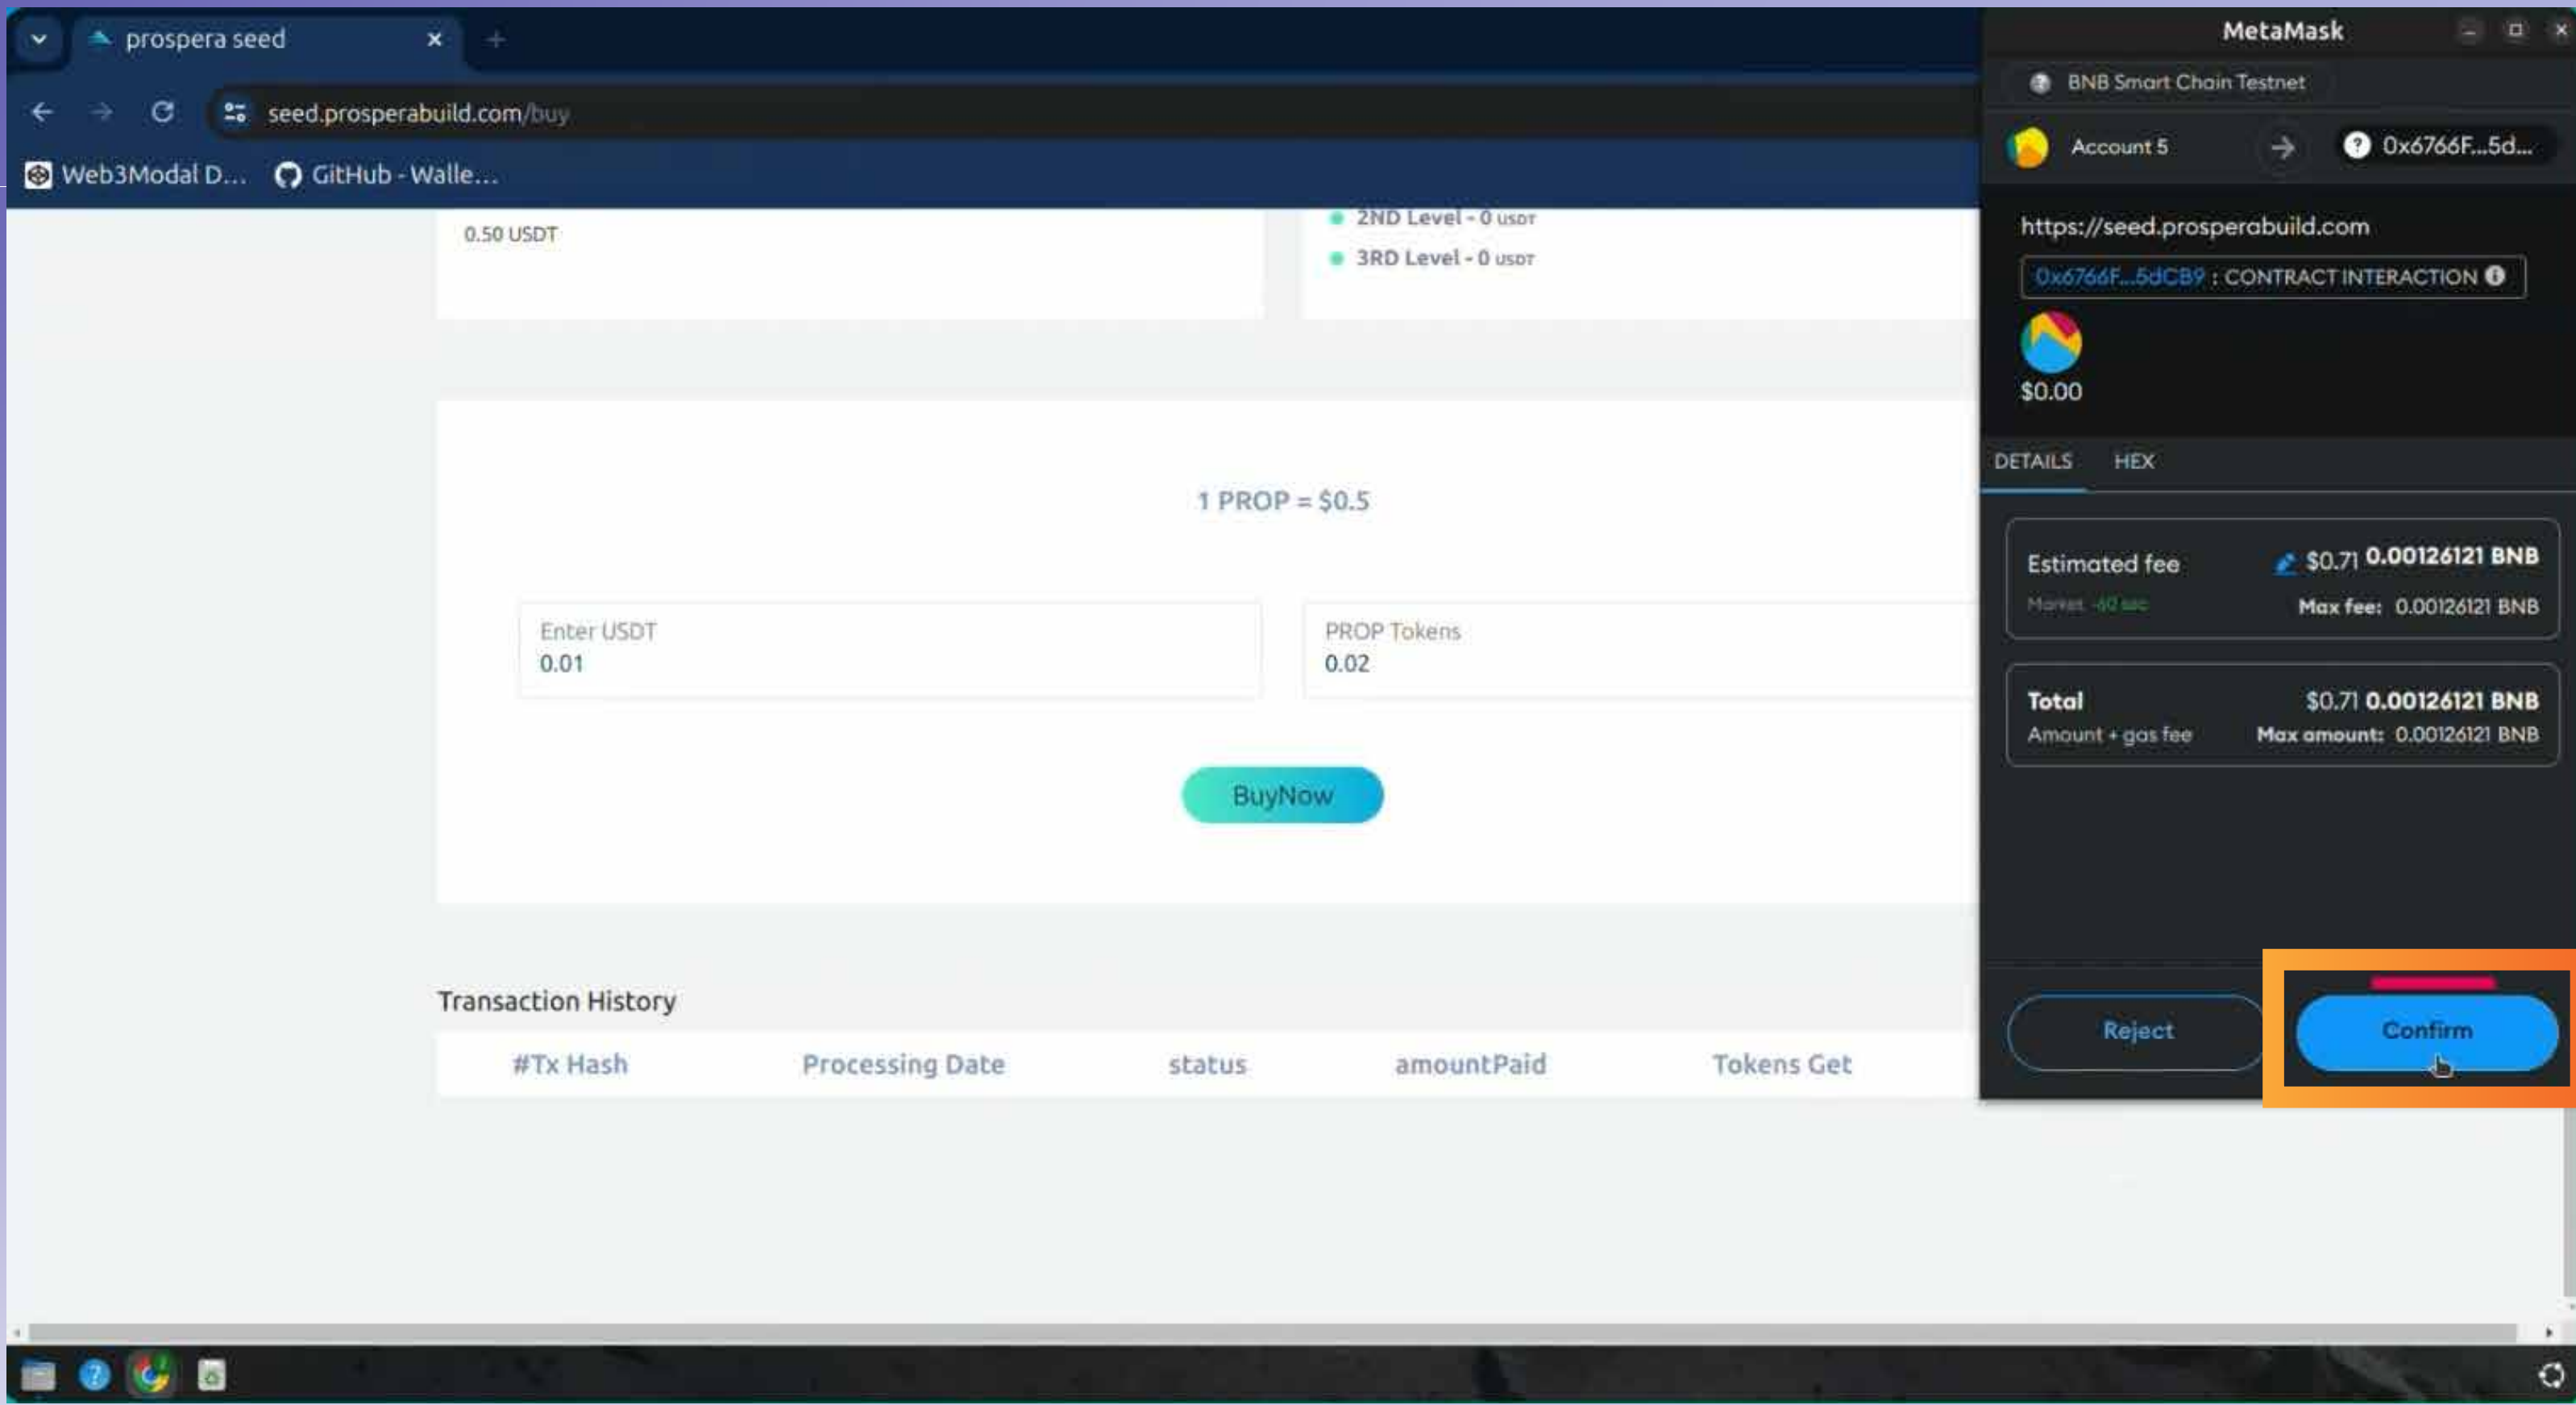 prospera seed
seed.prosperabuild.com/buy
Web3Modal D...
GitHub - Walle...
0.50 USDT
2ND Level - 0 USDT
3RD Level - 0 USDT
1 PROP = $0.5
Enter USDT
0.01
PROP Tokens
0.02
BuyNow
Transaction History
#Tx Hash Processing Date status amountPaid Tokens Get
MetaMask
BNB Smart Chain Testnet
Account 5
0x6766F...5d...
https://seed.prosperabuild.com
0x6766F...5dCB9 : CONTRACT INTERACTION
$0.00
DETAILS HEX
Estimated fee $0.71 0.00126121 BNB
Market ~60 sec Max fee: 0.00126121 BNB
Total $0.71 0.00126121 BNB
Amount + gas fee Max amount: 0.00126121 BNB
Reject
Confirm